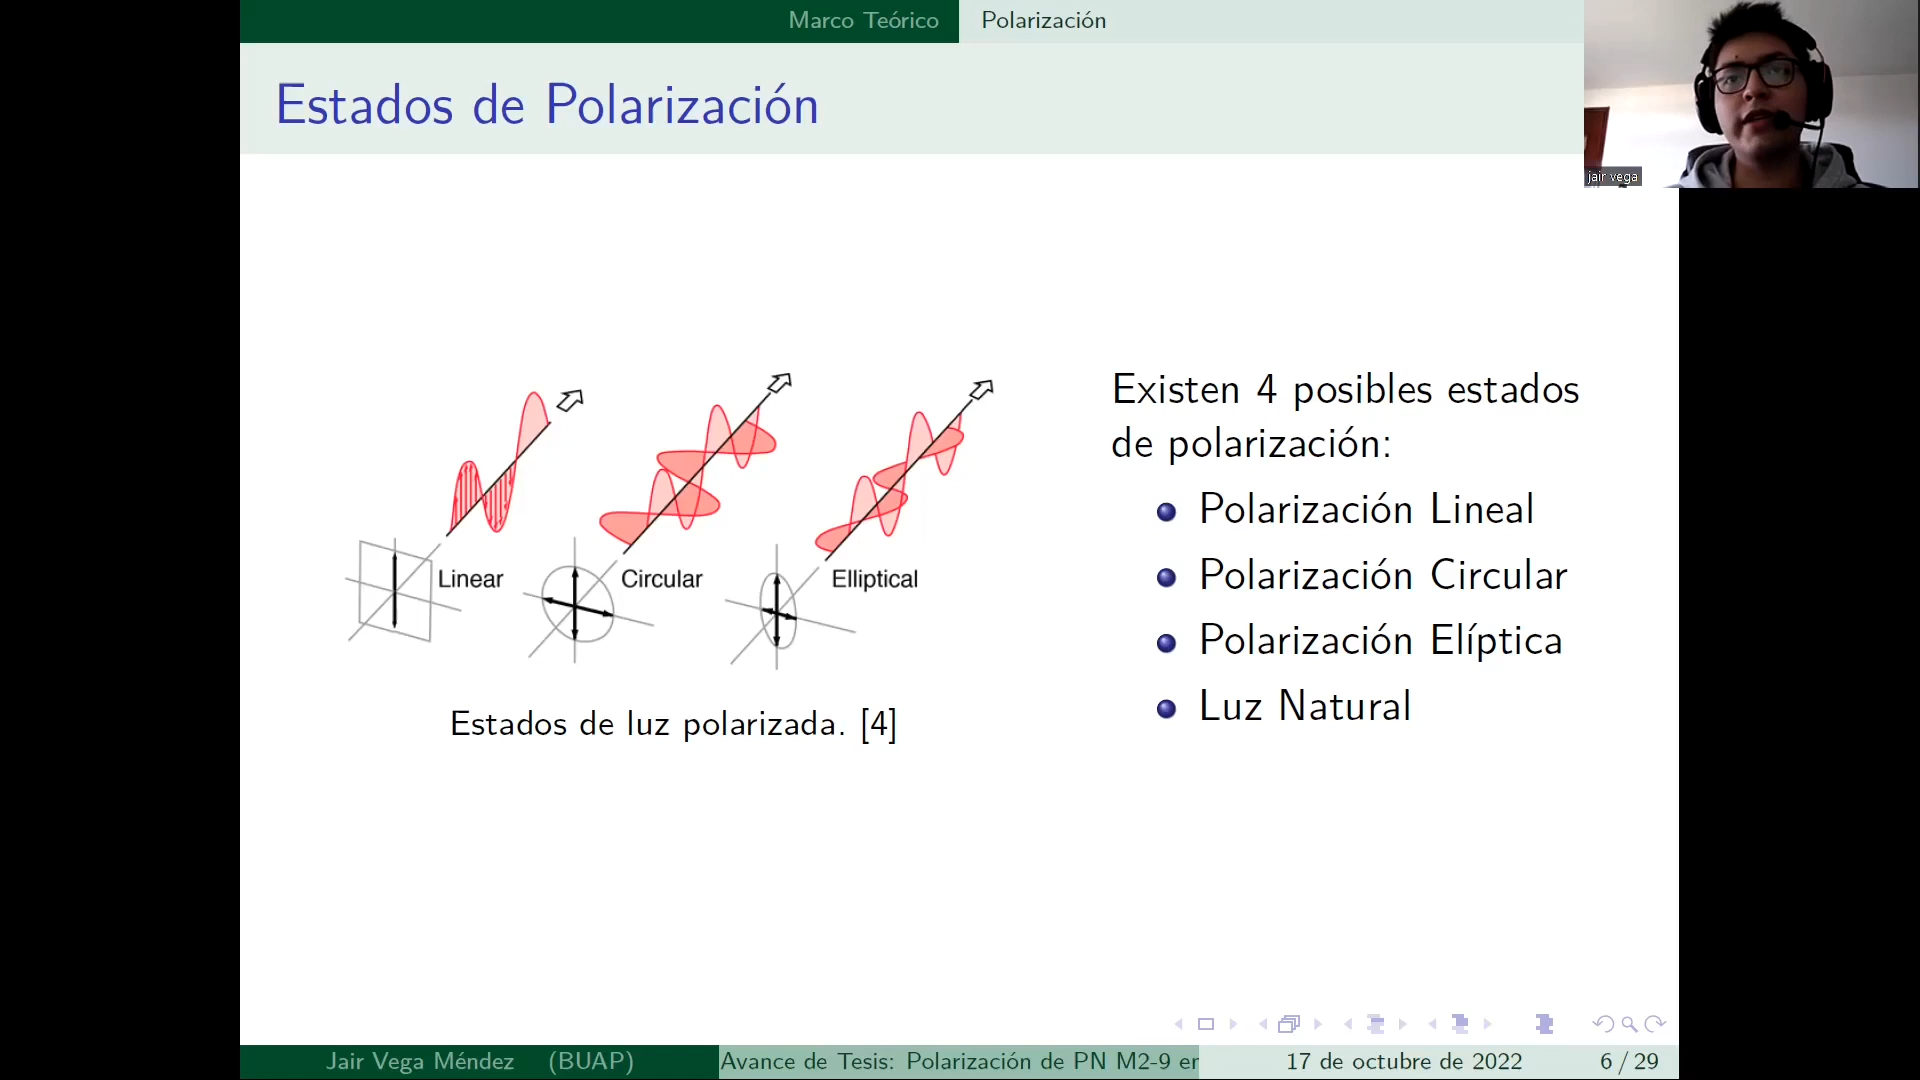 Marco Teórico Polarización
Estados de Polarización
jair vega
Linear Circular Elliptical
Estados de luz polarizada. [4]
Existen 4 posibles estados
de polarización:
Polarización Lineal
Polarización Circular
Polarización Elíptica
Luz Natural
Jair Vega Méndez (BUAP) Avance de Tesis: Polarización de PN M2-9 en 17 de octubre de 2022 6 / 29